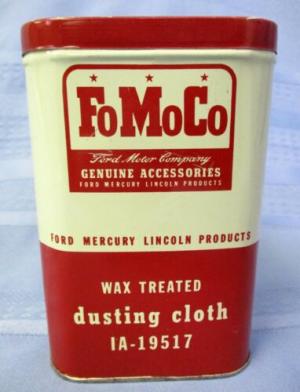 FoMoCo
Ford Motor Company
GENUINE ACCESSORIES
FORD MERCURY LINCOLN PRODUCTS
FORD MERCURY LINCOLN PRODUCTS
WAX TREATED
dusting cloth
IA-19517